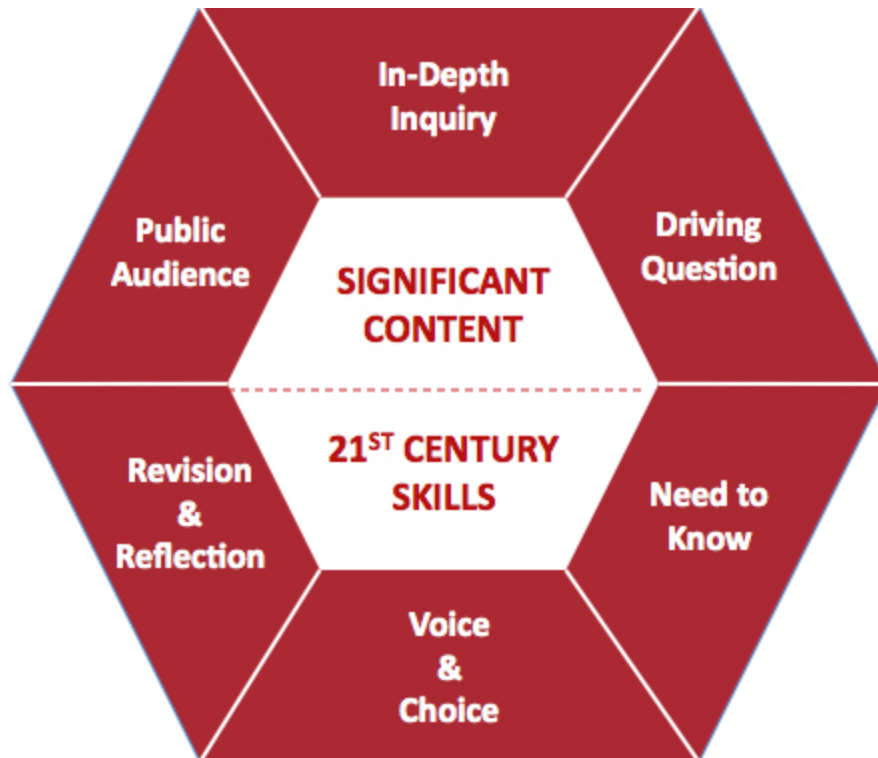 In-Depth
Inquiry
Driving
Question
Need to
Know
Voice
&
Choice
Revision
&
Reflection
Public
Audience
SIGNIFICANT
CONTENT
21ST CENTURY
SKILLS